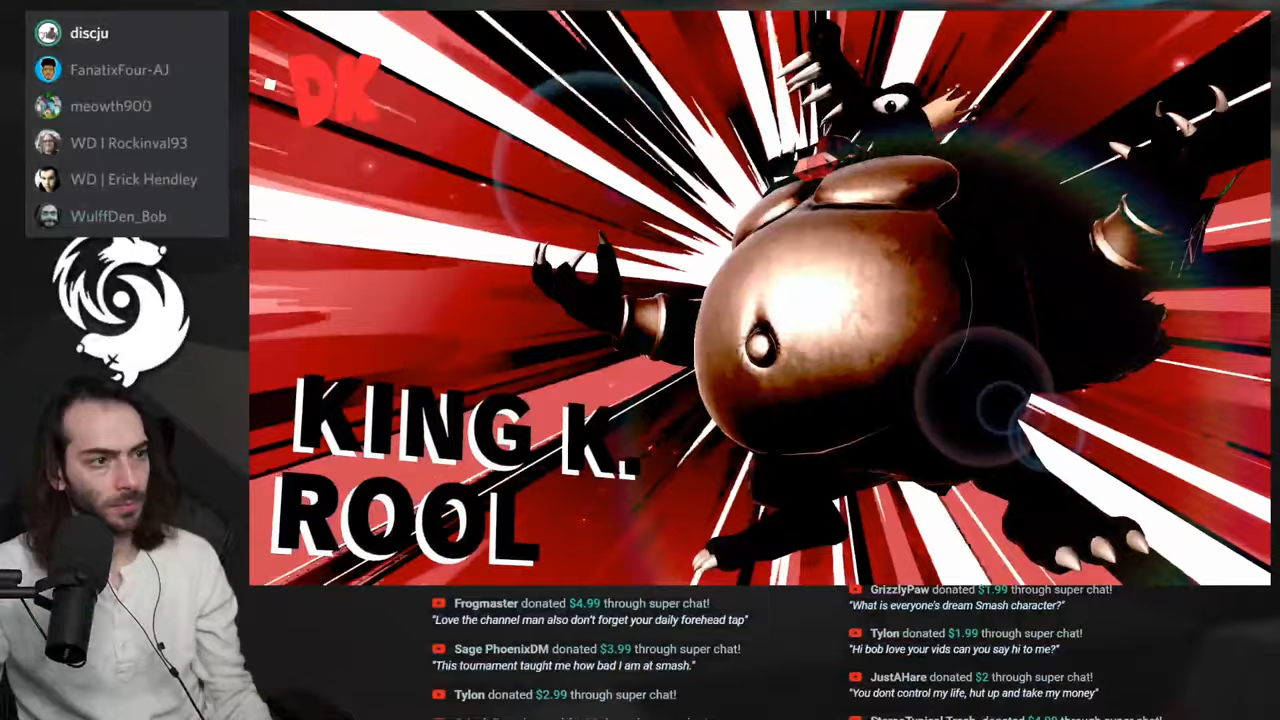 discju
FanatixFour-AJ
meowth900
WD | Rockinval93
WD | Erick Hendley
WulffDen_Bob
DK
KING K.
ROOL
Frogmaster donated $4.99 through super chat!
"Love the channel man also don't forget your daily forehead tap"
Sage PhoenixDM donated $3.99 through super chat!
"This tournament taught me how bad I am at smash."
Tylon donated $2.99 through super chat!
GrizzlyPaw donated $1.99 through super chat!
"What is everyone's dream Smash character?"
Tylon donated $1.99 through super chat!
"Hi bob love your vids can you say hi to me?"
JustAHare donated $2 through super chat!
"You dont control my life, hut up and take my money"